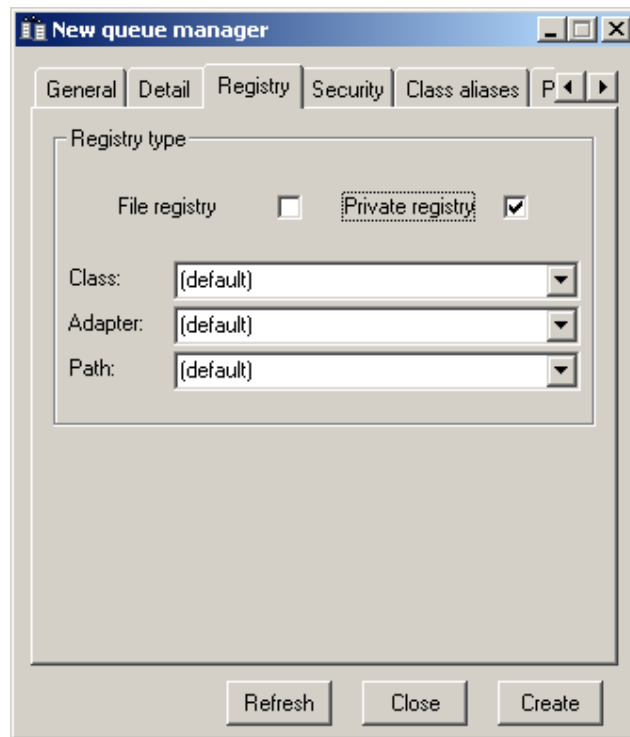 New queue manager
General Detail Registry Security Class aliases P
Registry type
File registry Private registry
Class: (default)
Adapter: (default)
Path: (default)
Refresh Close Create